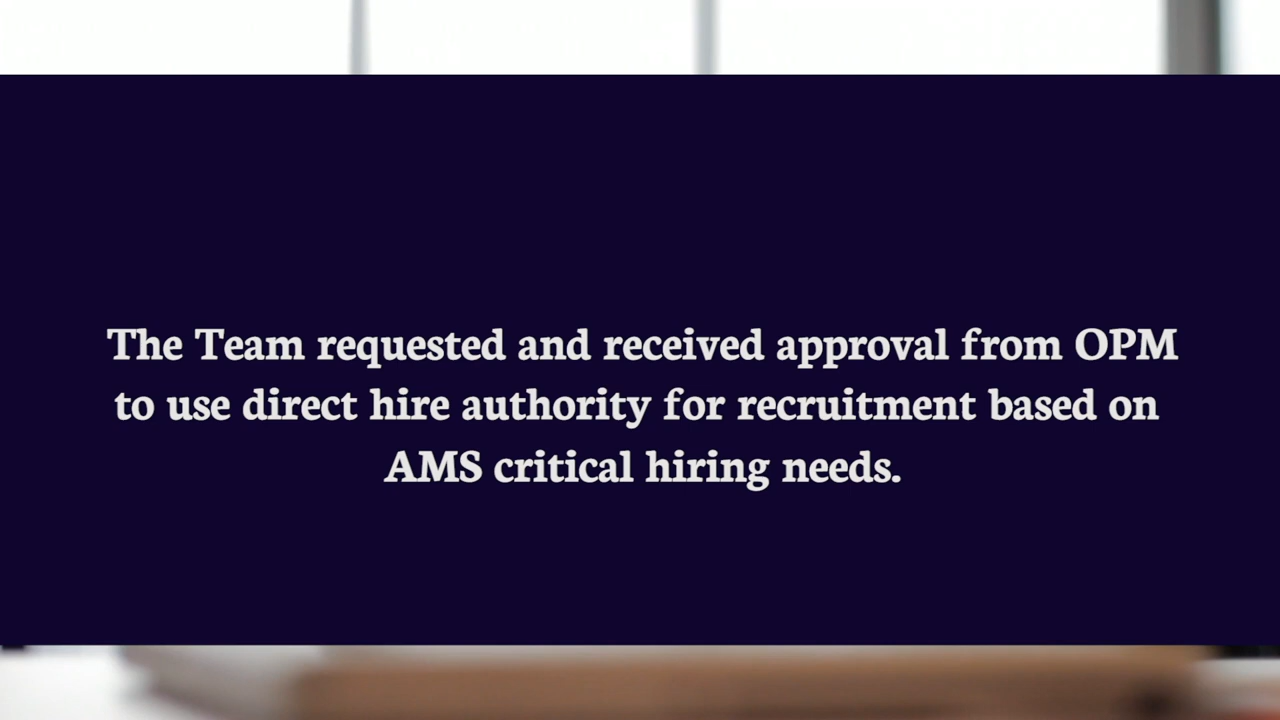 The Team requested and received approval from OPM
to use direct hire authority for recruitment based on
AMS critical hiring needs.